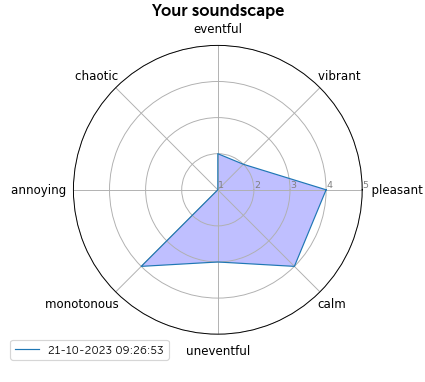 Your soundscape
eventful
chaotic
vibrant
annoying
1 2 3 4 5
pleasant
monotonous
calm
21-10-2023 09:26:53
uneventful